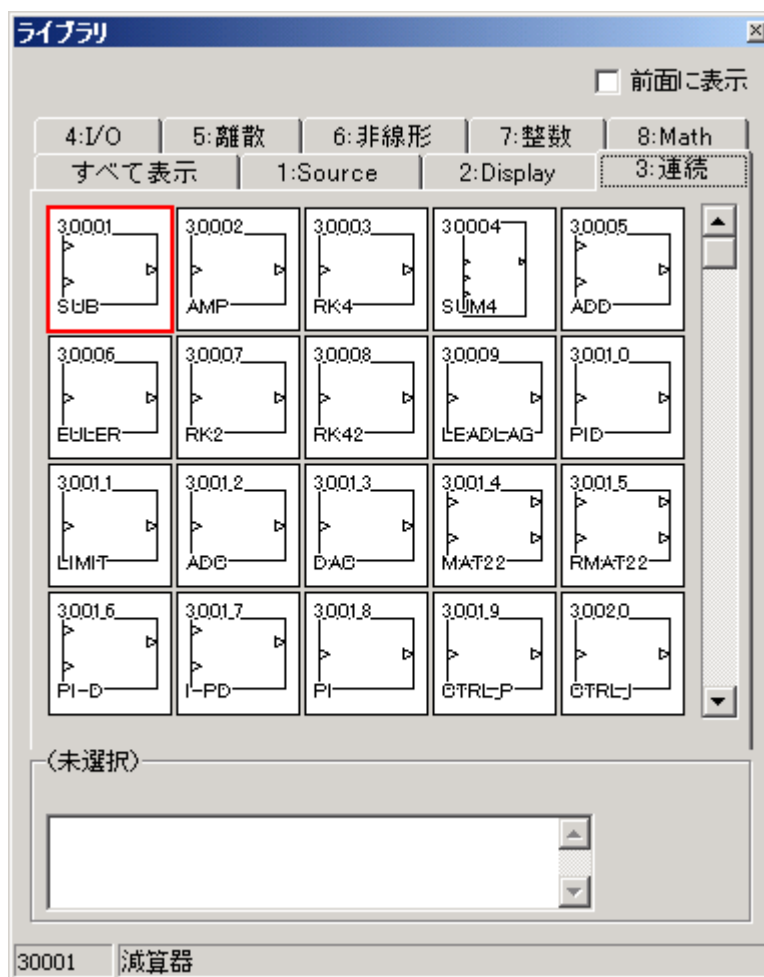 ライブラリ
前面に表示
4:I/O 5:離散 6:非線形 7:整数 8:Math
すべて表示 1:Source 2:Display 3:連続
30001 30002 30003 30004 30005
SUB AMP RK4 SUM4 ADD
30006 30007 30008 30009 30010
EULER RK2 RK42 LEADLAG PID
30011 30012 30013 30014 30015
LIMIT ADC DAC MAT22 RMAT22
30016 30017 30018 30019 30020
PI-D I-PD PI CTRL_P CTRL_I
(未選択)
30001 減算器